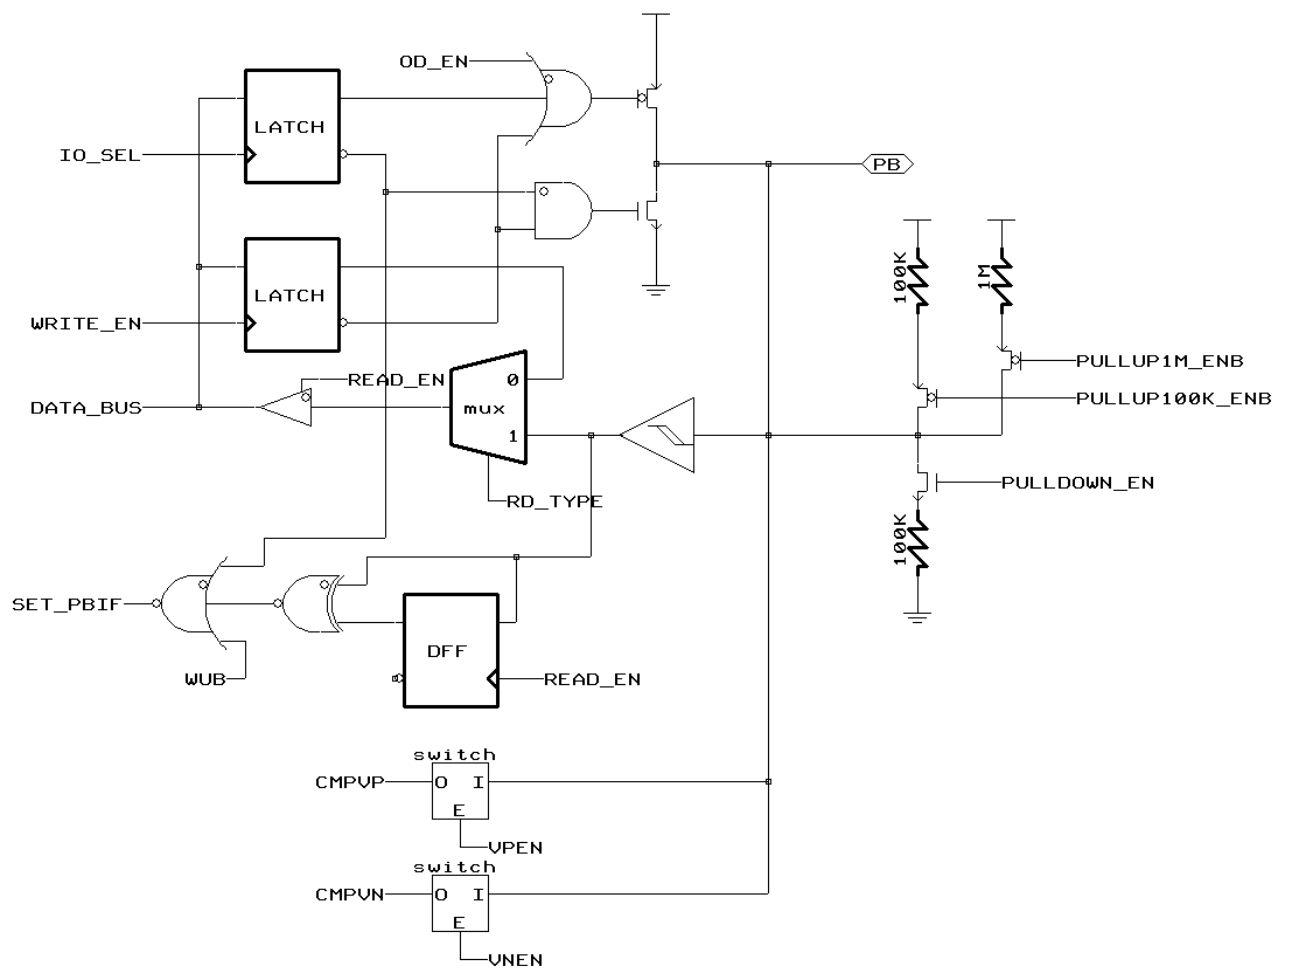 OD_EN
LATCH
IO_SEL
PB
100K
1M
LATCH
WRITE_EN
READ_EN
0
PULLUP1M_ENB
PULLUP100K_ENB
DATA_BUS
mux
1
RD_TYPE
PULLDOWN_EN
100K
SET_PBIF
DFF
WUB
READ_EN
switch
CMPVP
O I
E
VPEN
switch
CMPVN
O I
E
VNEN